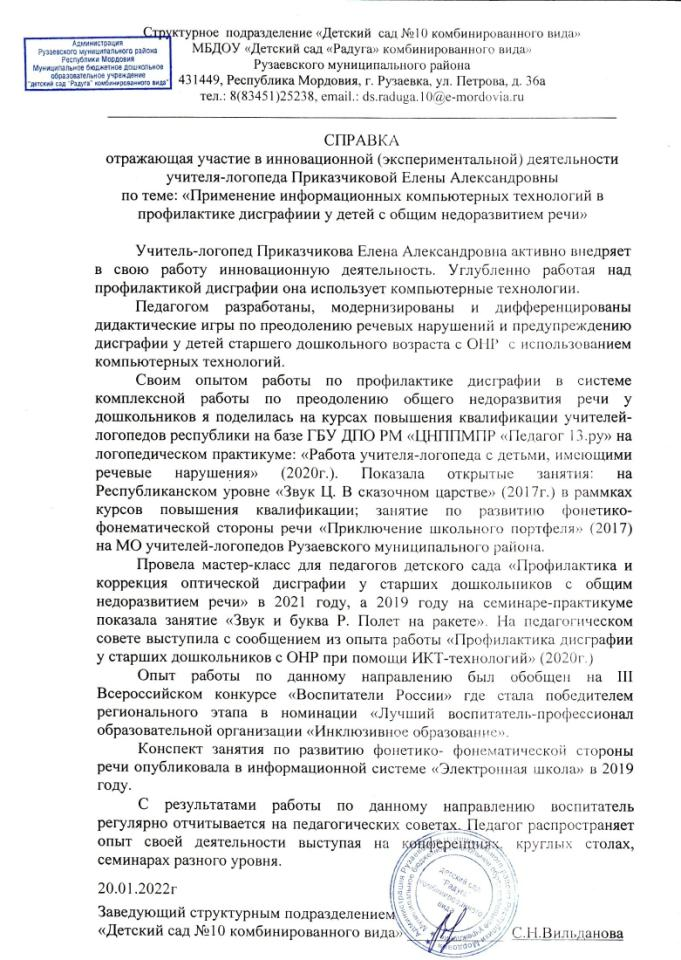 Администрация
Рузаевского муниципального района
Республики Мордовия
Муниципальное бюджетное дошкольное
образовательное учреждение
"детский сад "Радуга" комбинированного вида"
Структурное подразделение «Детский сад №10 комбинированного вида»
МБДОУ «Детский сад «Радуга» комбинированного вида»
Рузаевского муниципального района
431449, Республика Мордовия, г. Рузаевка, ул. Петрова, д. 36а
тел.: 8(83451)25238, email.: ds.raduga.10@e-mordovia.ru
СПРАВКА
отражающая участие в инновационной (экспериментальной) деятельности
учителя-логопеда Приказчиковой Елены Александровны
по теме: «Применение информационных компьютерных технологий в
профилактике дисграфиии у детей с общим недоразвитием речи»
Учитель-логопед Приказчикова Елена Александровна активно внедряет
в свою работу инновационную деятельность. Углубленно работая над
профилактикой дисграфии она использует компьютерные технологии.
Педагогом разработаны, модернизированы и дифференцированы
дидактические игры по преодолению речевых нарушений и предупреждению
дисграфии у детей старшего дошкольного возраста с ОНР с использованием
компьютерных технологий.
Своим опытом работы по профилактике дисграфии в системе
комплексной работы по преодолению общего недоразвития речи у
дошкольников я поделилась на курсах повышения квалификации учителей-
логопедов республики на базе ГБУ ДПО РМ «ЦНППМПР «Педагог 13.ру» на
логопедическом практикуме: «Работа учителя-логопеда с детьми, имеющими
речевые нарушения» (2020г.). Показала открытые занятия: на
Республиканском уровне «Звук Ц. В сказочном царстве» (2017г.) в раммках
курсов повышения квалификации; занятие по развитию фонетико-
фонематической стороны речи «Приключение школьного портфеля» (2017)
на МО учителей-логопедов Рузаевского муниципального района.
Провела мастер-класс для педагогов детского сада «Профилактика и
коррекция оптической дисграфии у старших дошкольников с общим
недоразвитием речи» в 2021 году, а 2019 году на семинаре-практикуме
показала занятие «Звук и буква Р. Полет на ракете». На педагогическом
совете выступила с сообщением из опыта работы «Профилактика дисграфии
у старших дошкольников с ОНР при помощи ИКТ-технологий» (2020г.)
Опыт работы по данному направлению был обобщен на III
Всероссийском конкурсе «Воспитатели России» где стала победителем
регионального этапа в номинации «Лучший воспитатель-профессионал
образовательной организации «Инклюзивное образование».
Конспект занятия по развитию фонетико- фонематической стороны
речи опубликовала в информационной системе «Электронная школа» в 2019
году.
С результатами работы по данному направлению воспитатель
регулярно отчитывается на педагогических советах. Педагог распространяет
опыт своей деятельности выступая на конференциях, круглых столах,
семинарах разного уровня.
20.01.2022г
Заведующий структурным подразделением
«Детский сад №10 комбинированного вида» С.Н.Вильданова
детский сад
"Радуга"
комбинированного
вида